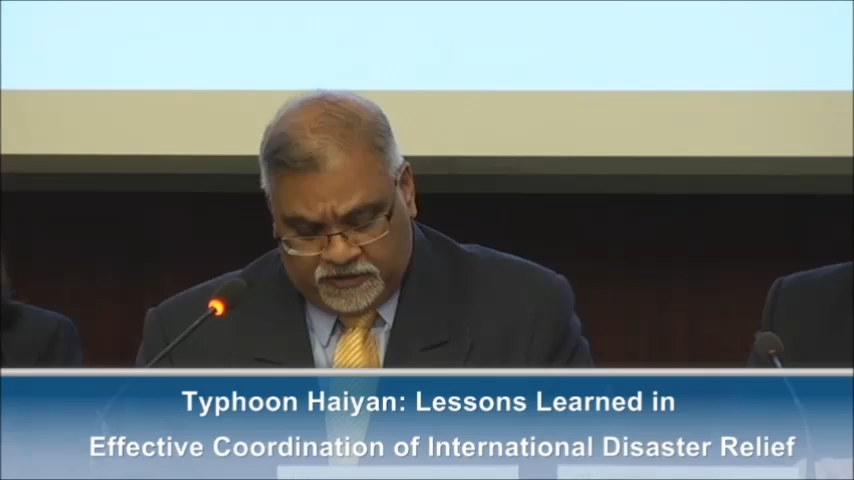 Typhoon Haiyan: Lessons Learned in
Effective Coordination of International Disaster Relief